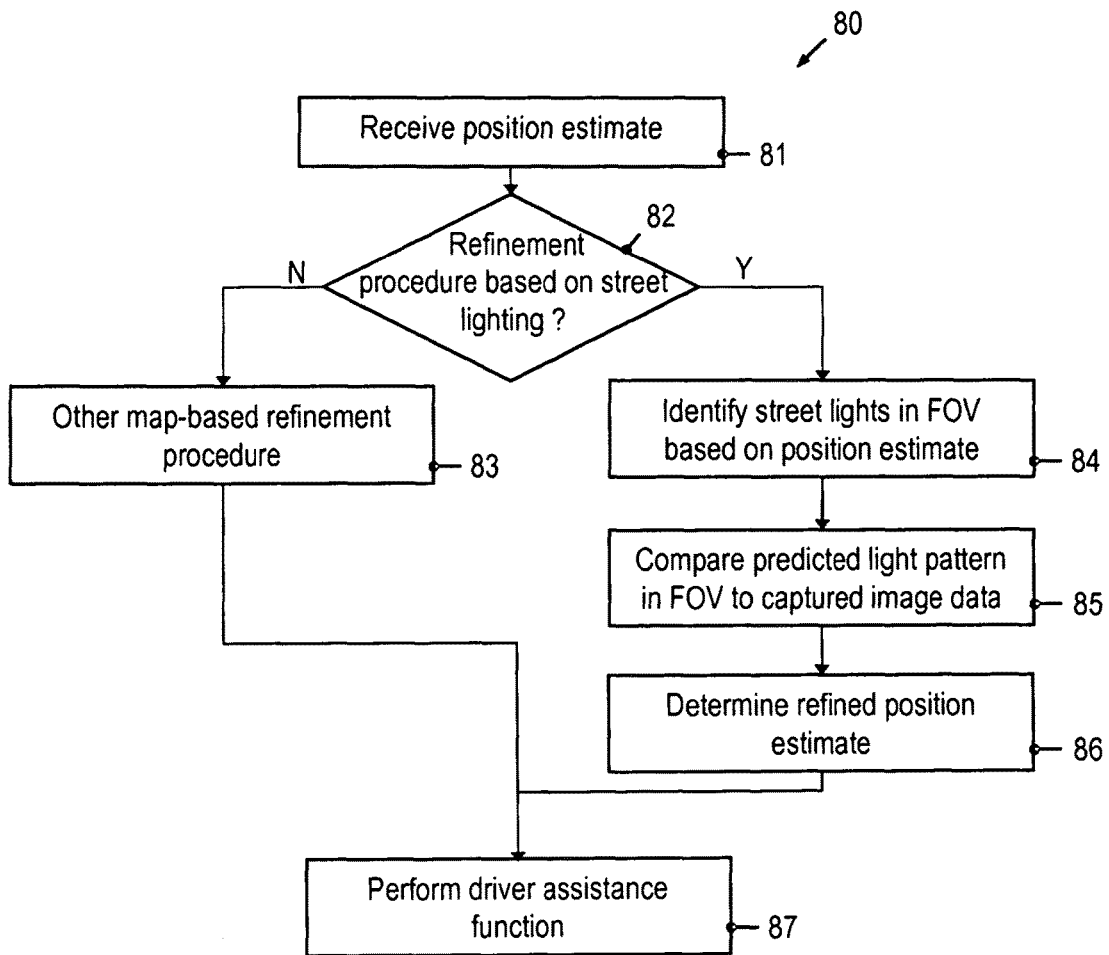 80
Receive position estimate
81
82
Refinement
procedure based on street
lighting ?
N
Y
Other map-based refinement
procedure
83
Identify street lights in FOV
based on position estimate
84
Compare predicted light pattern
in FOV to captured image data
85
Determine refined position
estimate
86
Perform driver assistance
function
87